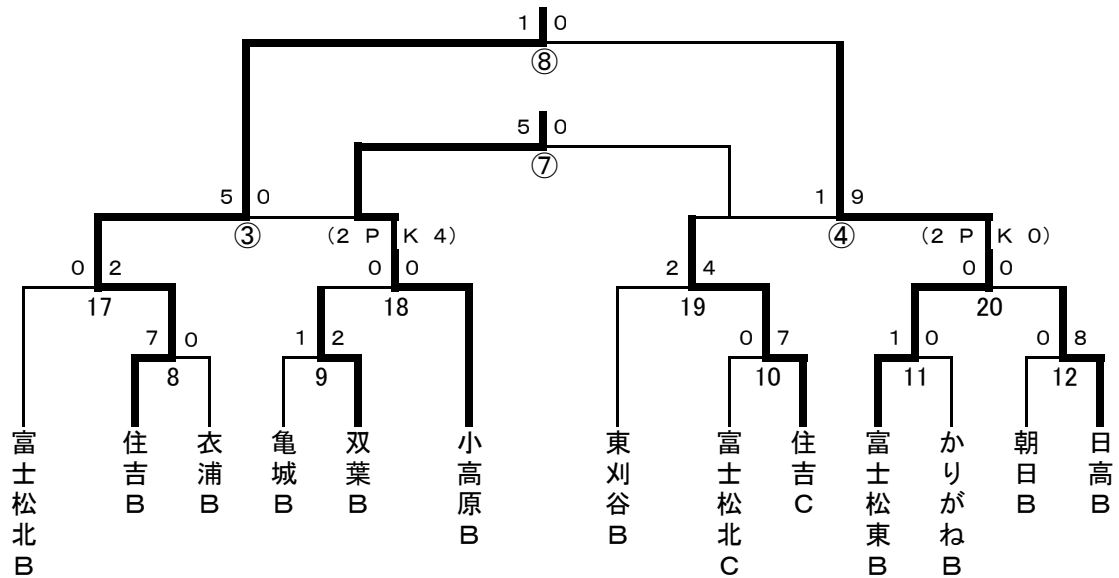 １ ０
⑧
５ ０
⑦
５ ０
１ ９
③
（２ Ｐ Ｋ ４）
④
（２ Ｐ Ｋ ０）
０ ２
０ ０
２ ４
０ ０
17
18
19
20
７ ０
１ ２
０ ７
１ ０
０ ８
8
9
10
11
12
富士松北Ｂ
住吉Ｂ
衣浦Ｂ
亀城Ｂ
双葉Ｂ
小高原Ｂ
東刈谷Ｂ
富士松北Ｃ
住吉Ｃ
富士松東Ｂ
かりがねＢ
朝日Ｂ
日高Ｂ